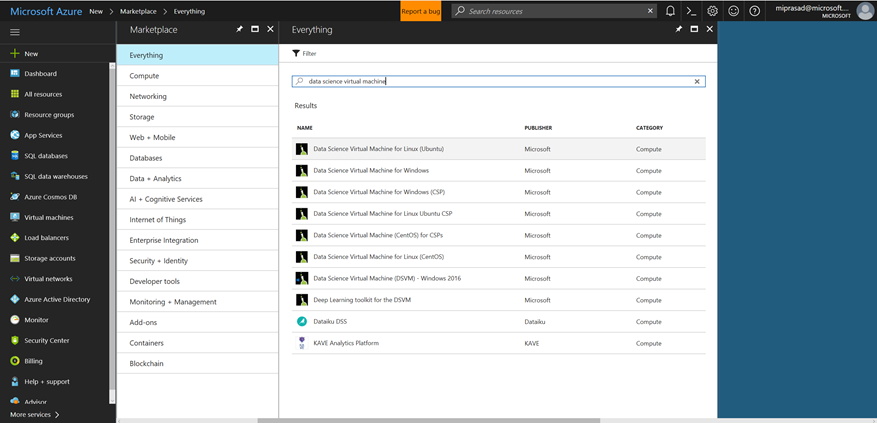 Microsoft Azure New > Marketplace > Everything
Report a bug
Search resources
miprasad@microsoft....
MICROSOFT
New
Dashboard
All resources
Resource groups
App Services
SQL databases
SQL data warehouses
Azure Cosmos DB
Virtual machines
Load balancers
Storage accounts
Virtual networks
Azure Active Directory
Monitor
Security Center
Billing
Help + support
Advisor
More services >
Marketplace
Everything
Compute
Networking
Storage
Web + Mobile
Databases
Data + Analytics
AI + Cognitive Services
Internet of Things
Enterprise Integration
Security + Identity
Developer tools
Monitoring + Management
Add-ons
Containers
Blockchain
Everything
Filter
data science virtual machine
Results
NAME PUBLISHER CATEGORY
Data Science Virtual Machine for Linux (Ubuntu) Microsoft Compute
Data Science Virtual Machine for Windows Microsoft Compute
Data Science Virtual Machine for Windows (CSP) Microsoft Compute
Data Science Virtual Machine for Linux Ubuntu CSP Microsoft Compute
Data Science Virtual Machine (CentOS) for CSPs Microsoft Compute
Data Science Virtual Machine for Linux (CentOS) Microsoft Compute
Data Science Virtual Machine (DSVM) - Windows 2016 Microsoft Compute
Deep Learning toolkit for the DSVM Microsoft Compute
Dataiku DSS Dataiku Compute
KAVE Analytics Platform KAVE Compute